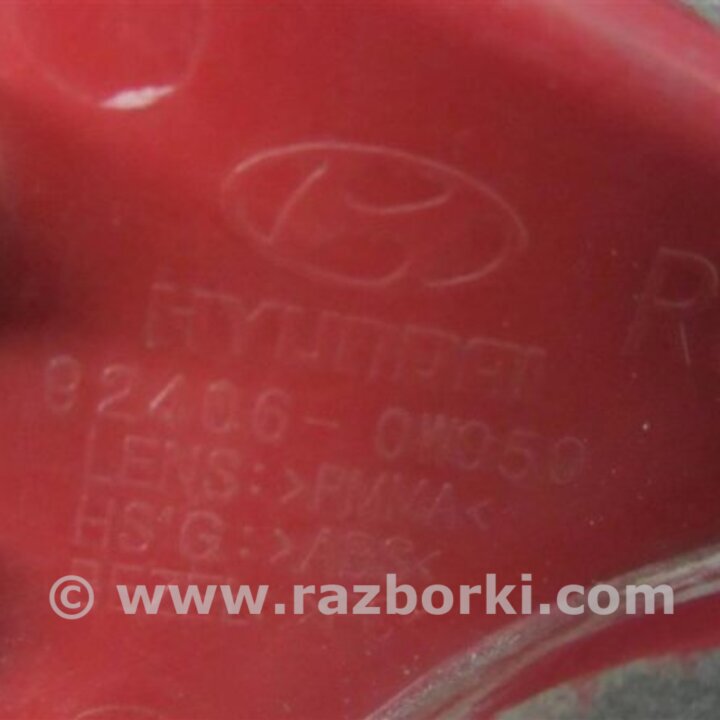 HYUNDAI
R
92406-0W050
LENS:>PMMA<
HS'G:>ABS<
© www.razborki.com